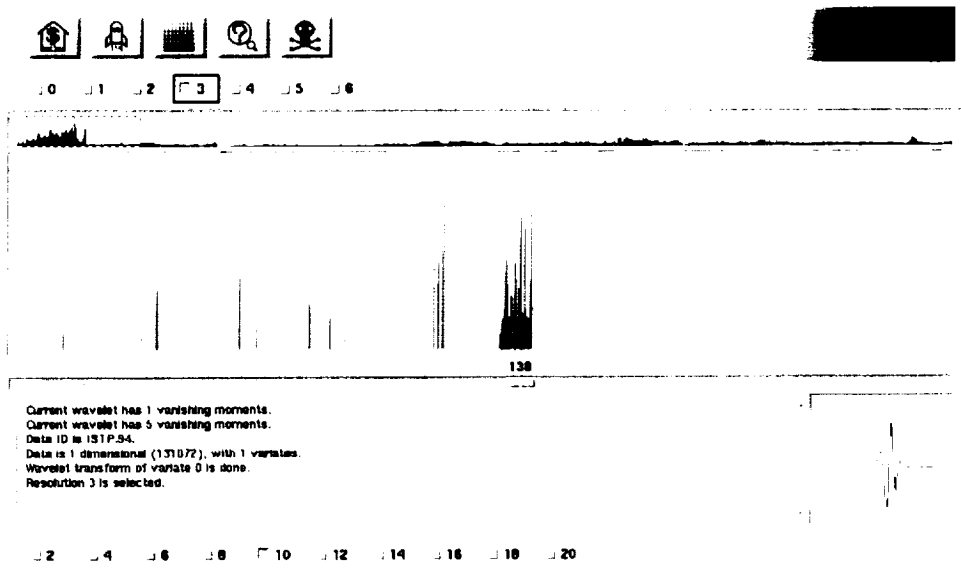 0 1 2 3 4 5 6
138
Current wavelet has 1 vanishing moments.
Current wavelet has 5 vanishing moments.
Data ID is ISTP.94.
Data is 1 dimensional (131072), with 1 variates.
Wavelet transform of variate 0 is done.
Resolution 3 is selected.
2 4 6 8 10 12 14 16 18 20